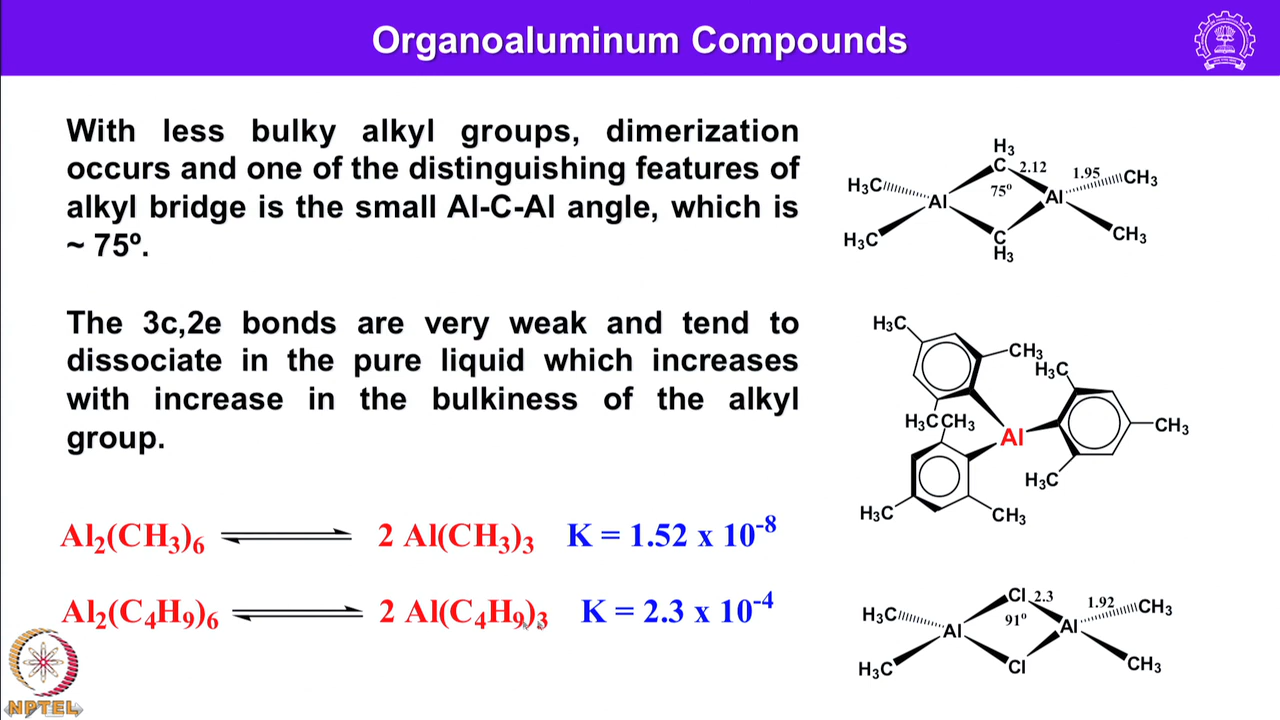 Organoaluminum Compounds
With less bulky alkyl groups, dimerization
occurs and one of the distinguishing features of
alkyl bridge is the small Al-C-Al angle, which is
~ 75º.
The 3c,2e bonds are very weak and tend to
dissociate in the pure liquid which increases
with increase in the bulkiness of the alkyl
group.
Al₂(CH₃)₆ ⇌ 2 Al(CH₃)₃ K = 1.52 x 10⁻⁸
Al₂(C₄H₉)₆ ⇌ 2 Al(C₄H₉)₃ K = 2.3 x 10⁻⁴
H₃
C 2.12 1.95
H₃C 75º CH₃
Al Al
H₃C C CH₃
H₃
H₃C
CH₃
H₃C
H₃CCH₃ CH₃
Al
H₃C
H₃C CH₃
Cl 2.3 1.92
H₃C 91º CH₃
Al Al
H₃C Cl CH₃
NPTEL